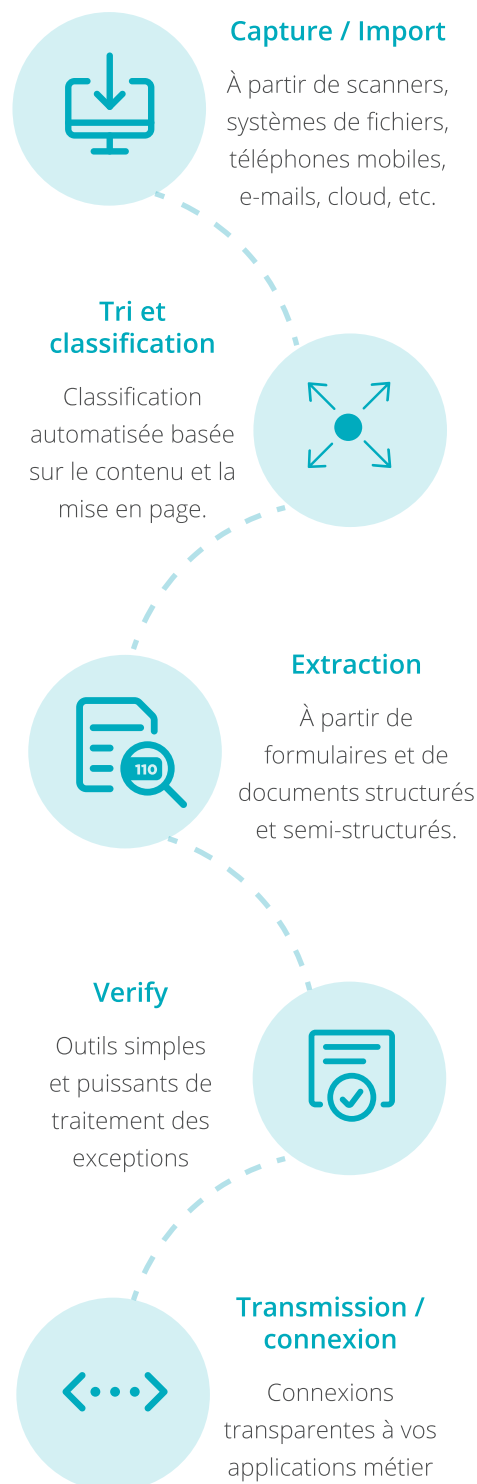 Capture / Import
À partir de scanners,
systèmes de fichiers,
téléphones mobiles,
e-mails, cloud, etc.
Tri et
classification
Classification
automatisée basée
sur le contenu et la
mise en page.
Extraction
À partir de
formulaires et de
documents structurés
et semi-structurés.
110
Verify
Outils simples
et puissants de
traitement des
exceptions
Transmission /
connexion
Connexions
transparentes à vos
applications métier